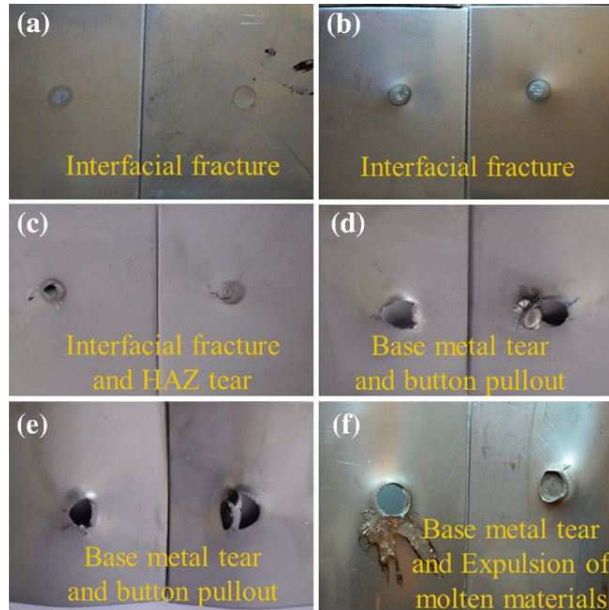 (a)
Interfacial fracture
(b)
Interfacial fracture
(c)
Interfacial fracture
and HAZ tear
(d)
Base metal tear
and button pullout
(e)
Base metal tear
and button pullout
(f)
Base metal tear
and Expulsion of
molten materials